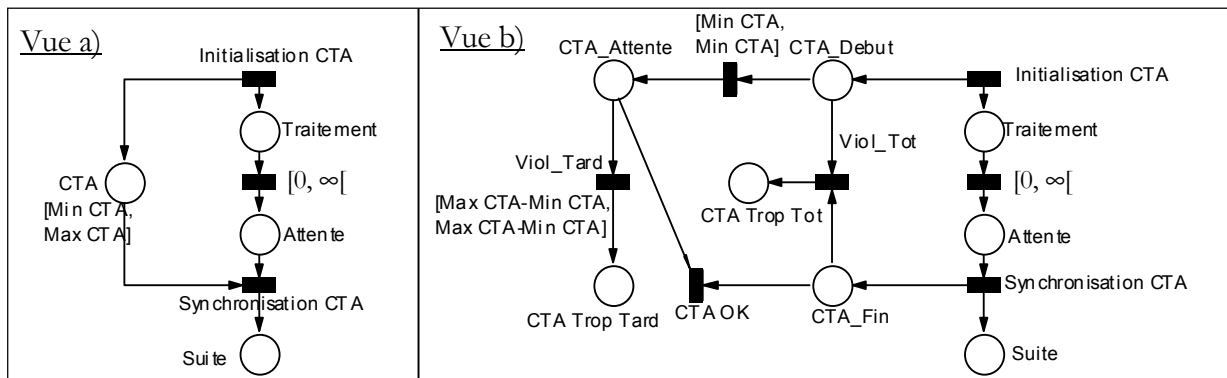 Vue a)
Initialisation CTA
Traitement
CTA
[Min CTA,
Max CTA]
[0, ∞[
Attente
Synchronisation CTA
Suite
Vue b)
[Min CTA,
Min CTA]
CTA_Attente
CTA_Debut
Initialisation CTA
Traitement
Viol_Tot
Viol_Tard
[0, ∞[
[Max CTA-Min CTA,
Max CTA-Min CTA]
CTA Trop Tot
Attente
Synchronisation CTA
CTA Trop Tard
CTA OK
CTA_Fin
Suite